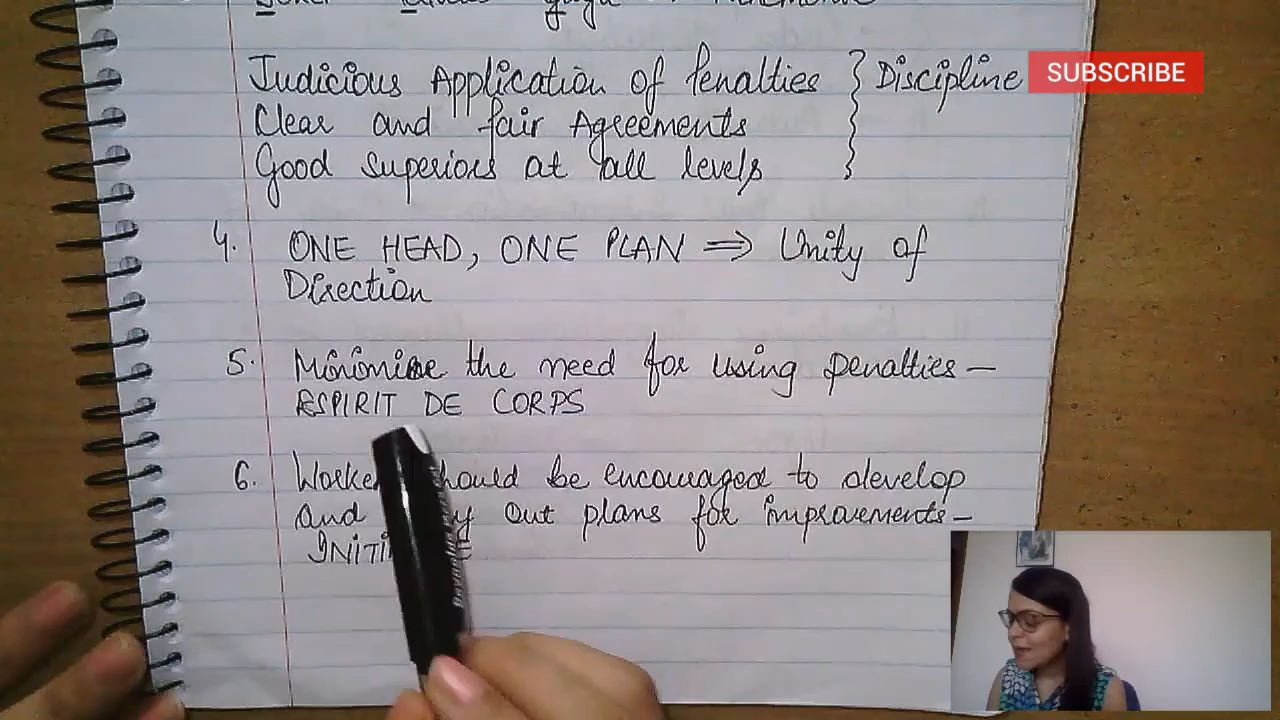 Judicious Application of Penalties } Discipline
Clear and fair Agreements
Good Superiors at all levels
SUBSCRIBE
4. ONE HEAD, ONE PLAN ⇒ Unity of
Direction
5. Minimise the need for using penalties –
ESPIRIT DE CORPS
6. should be encouraged to develop
and out plans for improvements –